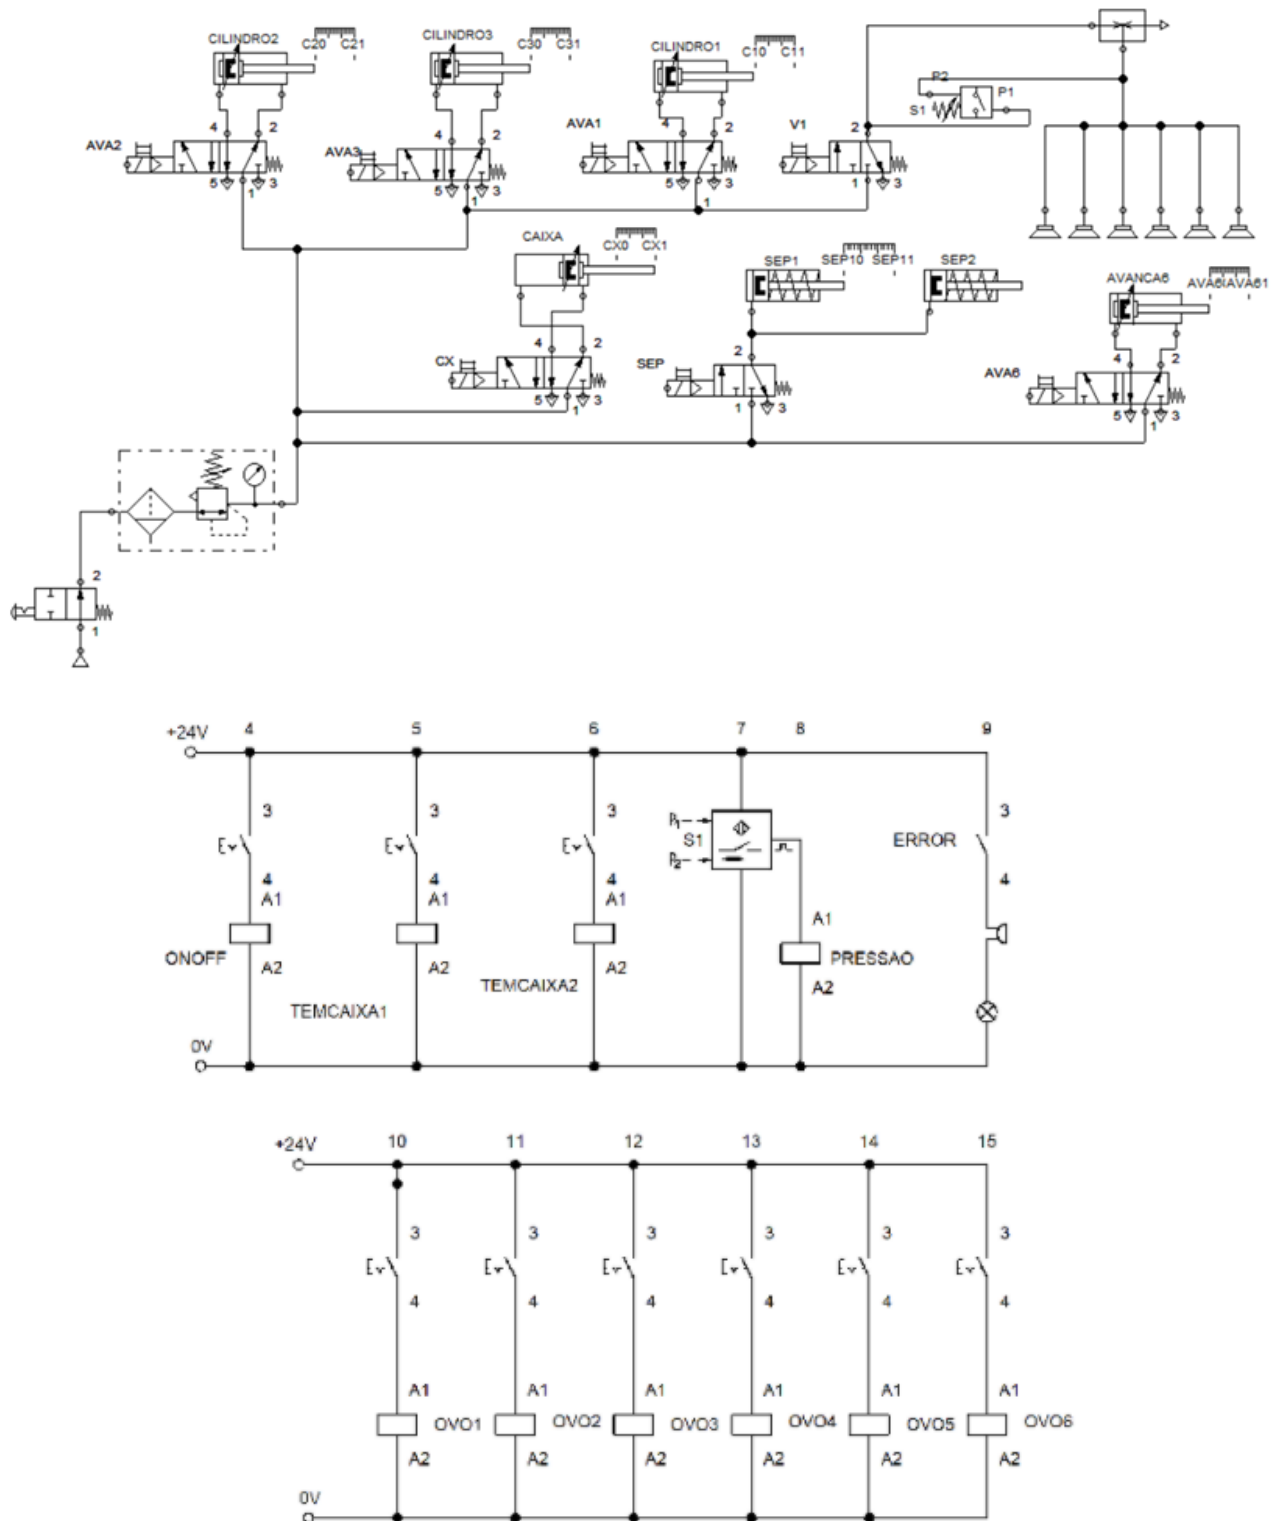 CILINDRO2 C20 C21
CILINDRO3 C30 C31
CILINDRO1 C10 C11
P2
P1
S1
4 2
AVA2
5 1 3
4 2
AVA3
5 1 3
4 2
AVA1
5 1 3
V1 2
1 3
CAIXA CX0 CX1
SEP1 SEP10 SEP11
SEP2
AVANCA6
4 2
CX
5 1 3
SEP 2
1 3
4 2
AVA6
5 1 3
2
1
+24V 4 5 6 7 8 9
3 3 3 3
P1
S1
P2
ERROR
4 4 4 4
A1 A1 A1 A1
ONOFF
A2 A2 A2
TEMCAIXA1
TEMCAIXA2
PRESSAO
A2
0V
+24V 10 11 12 13 14 15
3 3 3 3 3 3
4 4 4 4 4 4
A1 A1 A1 A1 A1 A1
OVO1 OVO2 OVO3 OVO4 OVO5 OVO6
A2 A2 A2 A2 A2 A2
0V